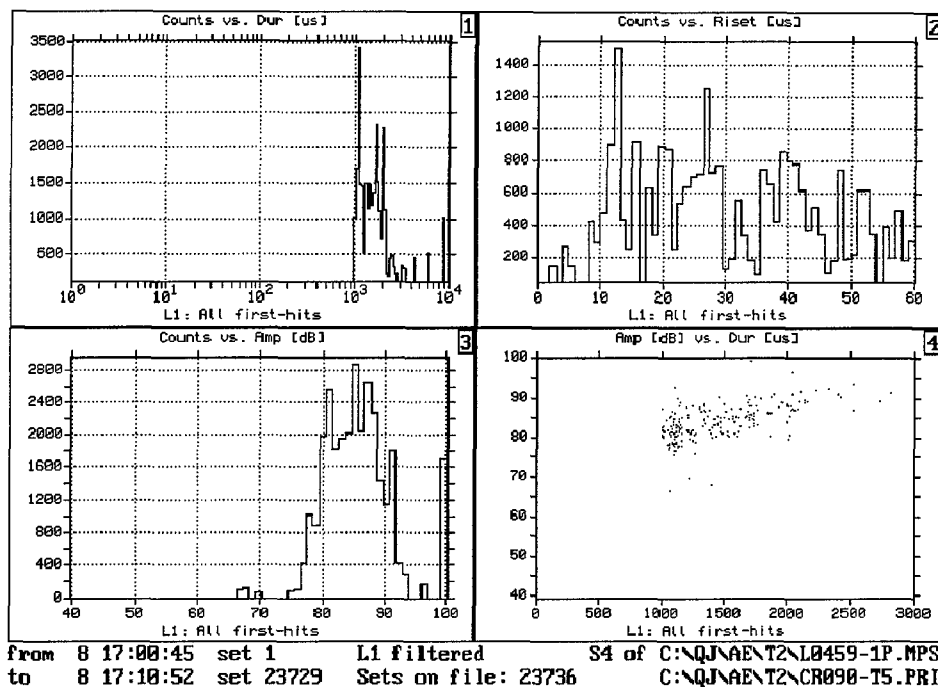 Counts vs. Dur [us]
1
3500
3000
2500
2000
1500
1000
500
10^0 10^1 10^2 10^3 10^4
L1: All first-hits
Counts vs. Riset [us]
2
1400
1200
1000
800
600
400
200
0 10 20 30 40 50 60
L1: All first-hits
Counts vs. Amp [dB]
3
2800
2400
2000
1600
1200
800
400
0
40 50 60 70 80 90 100
L1: All first-hits
Amp [dB] vs. Dur [us]
4
100
90
80
70
60
50
40
0 500 1000 1500 2000 2500 3000
L1: All first-hits
from 8 17:00:45 set 1 L1 filtered S4 of C:\QJ\AE\T2\L0459-1P.MPS
to 8 17:10:52 set 23729 Sets on file: 23736 C:\QJ\AE\T2\CR090-T5.PRI